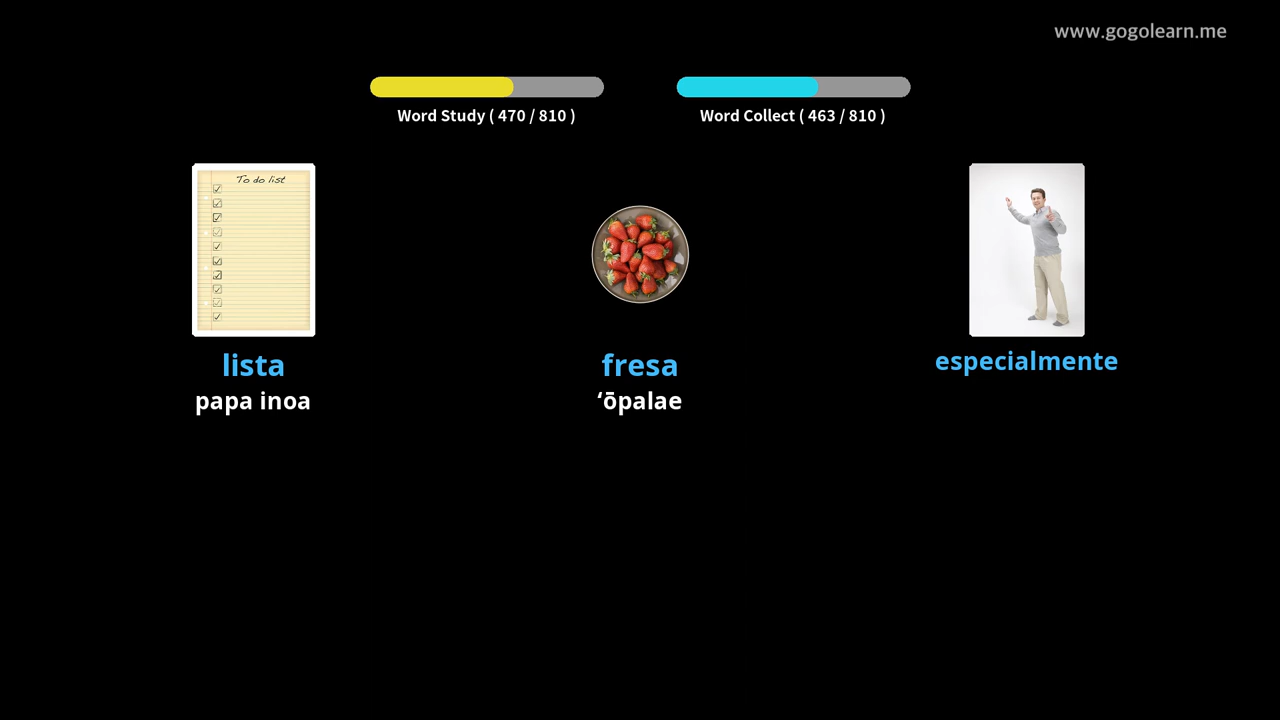 www.gogolearn.me
Word Study ( 470 / 810 )
Word Collect ( 463 / 810 )
To do list
lista
papa inoa
fresa
‘ōpalae
especialmente